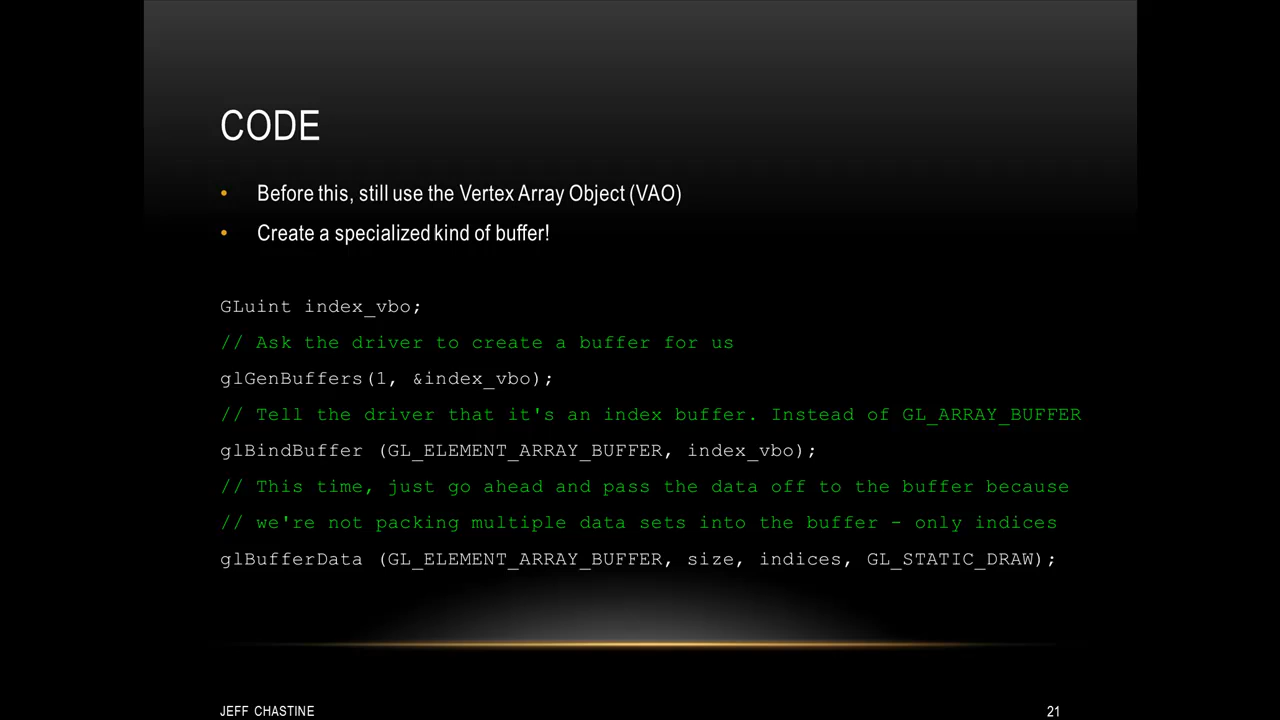 CODE
• Before this, still use the Vertex Array Object (VAO)
• Create a specialized kind of buffer!
GLuint index_vbo;
// Ask the driver to create a buffer for us
glGenBuffers(1, &index_vbo);
// Tell the driver that it's an index buffer. Instead of GL_ARRAY_BUFFER
glBindBuffer (GL_ELEMENT_ARRAY_BUFFER, index_vbo);
// This time, just go ahead and pass the data off to the buffer because
// we're not packing multiple data sets into the buffer – only indices
glBufferData (GL_ELEMENT_ARRAY_BUFFER, size, indices, GL_STATIC_DRAW);
JEFF CHASTINE
21